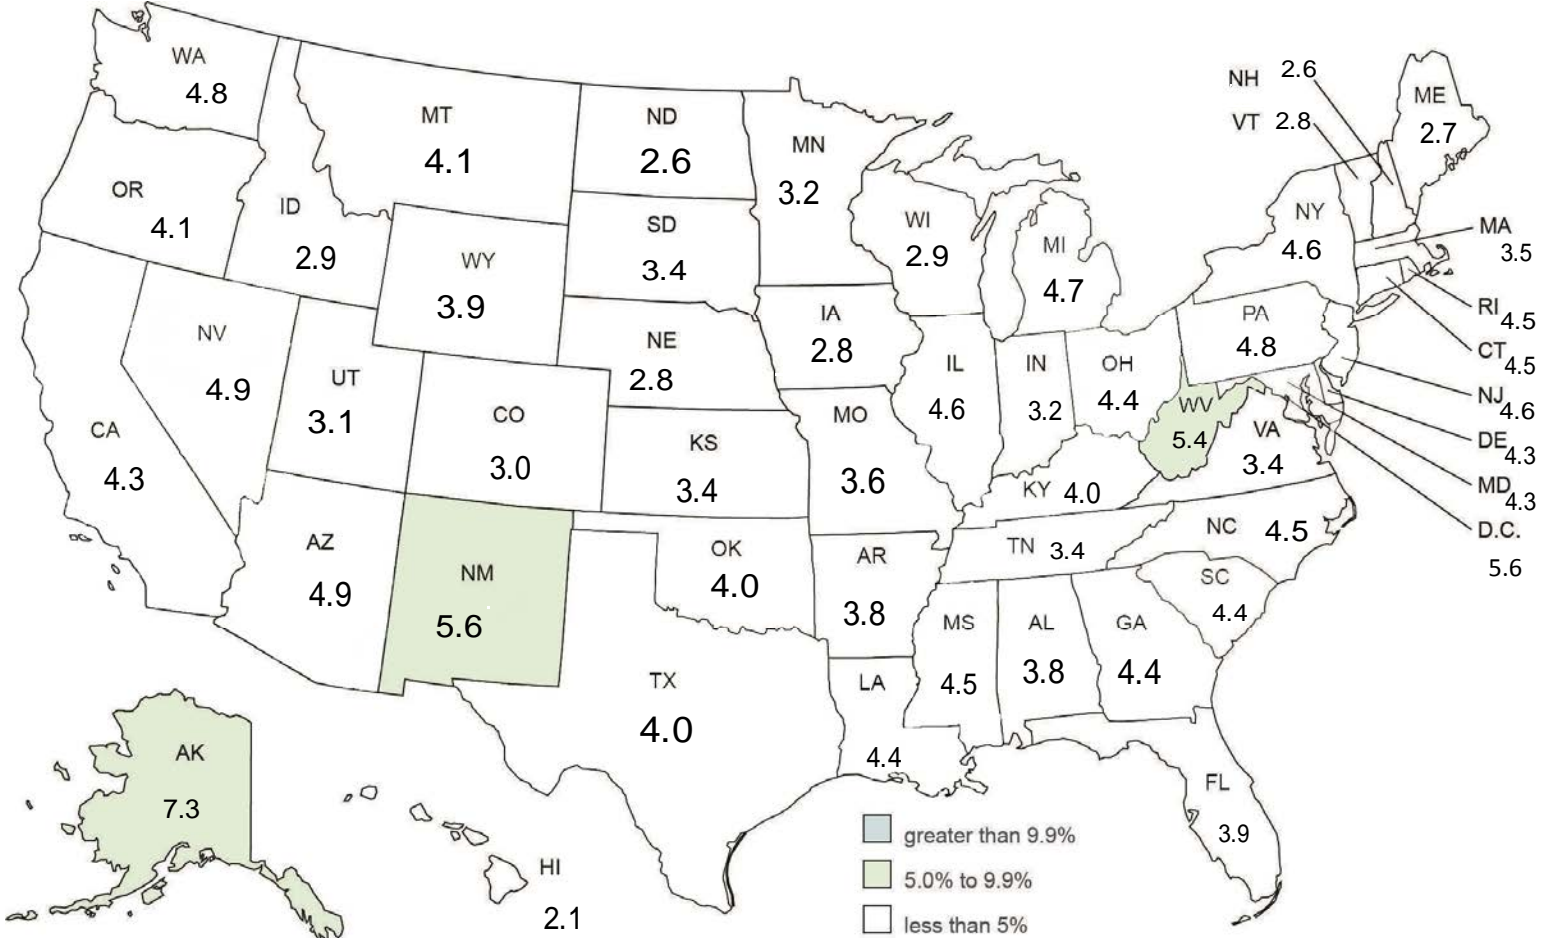 WA
4.8
OR
4.1
CA
4.3
NV
4.9
ID
2.9
MT
4.1
WY
3.9
UT
3.1
CO
3.0
AZ
4.9
NM
5.6
ND
2.6
SD
3.4
NE
2.8
KS
3.4
OK
4.0
TX
4.0
MN
3.2
IA
2.8
MO
3.6
AR
3.8
LA
4.4
WI
2.9
IL
4.6
MI
4.7
IN
3.2
OH
4.4
KY 4.0
TN 3.4
MS
4.5
AL
3.8
GA
4.4
FL
3.9
SC
4.4
NC 4.5
VA
3.4
WV
5.4
PA
4.8
NY
4.6
NH 2.6
VT 2.8
ME
2.7
MA
3.5
RI 4.5
CT 4.5
NJ 4.6
DE 4.3
MD 4.3
D.C.
5.6
AK
7.3
HI
2.1
greater than 9.9%
5.0% to 9.9%
less than 5%